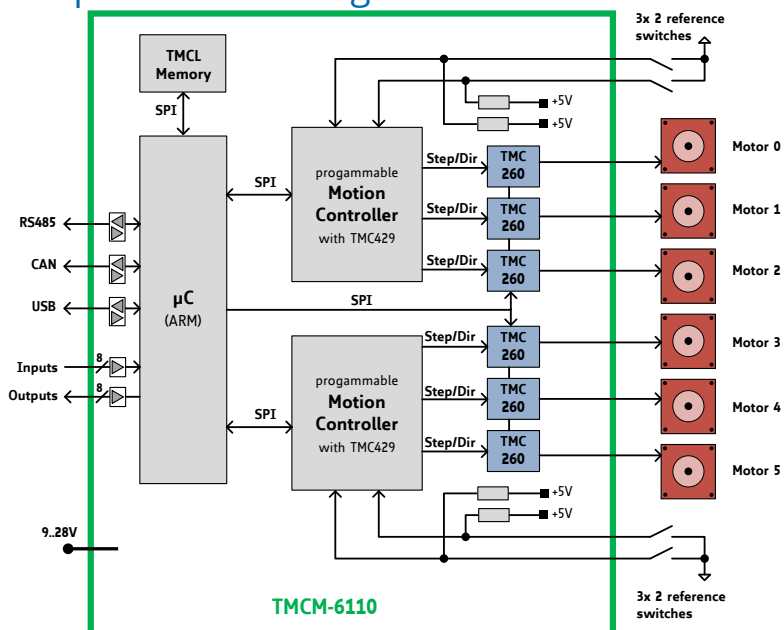 3x 2 reference
switches
TMCL
Memory
SPI
+5V
+5V
progammable
Motion
Controller
with TMC429
SPI
Step/Dir
Step/Dir
Step/Dir
TMC
260
TMC
260
TMC
260
Motor 0
Motor 1
Motor 2
RS485
CAN
USB
µC
(ARM)
SPI
Inputs
8
Outputs
8
progammable
Motion
Controller
with TMC429
SPI
Step/Dir
Step/Dir
Step/Dir
TMC
260
TMC
260
TMC
260
Motor 3
Motor 4
Motor 5
+5V
+5V
9..28V
TMCM-6110
3x 2 reference
switches